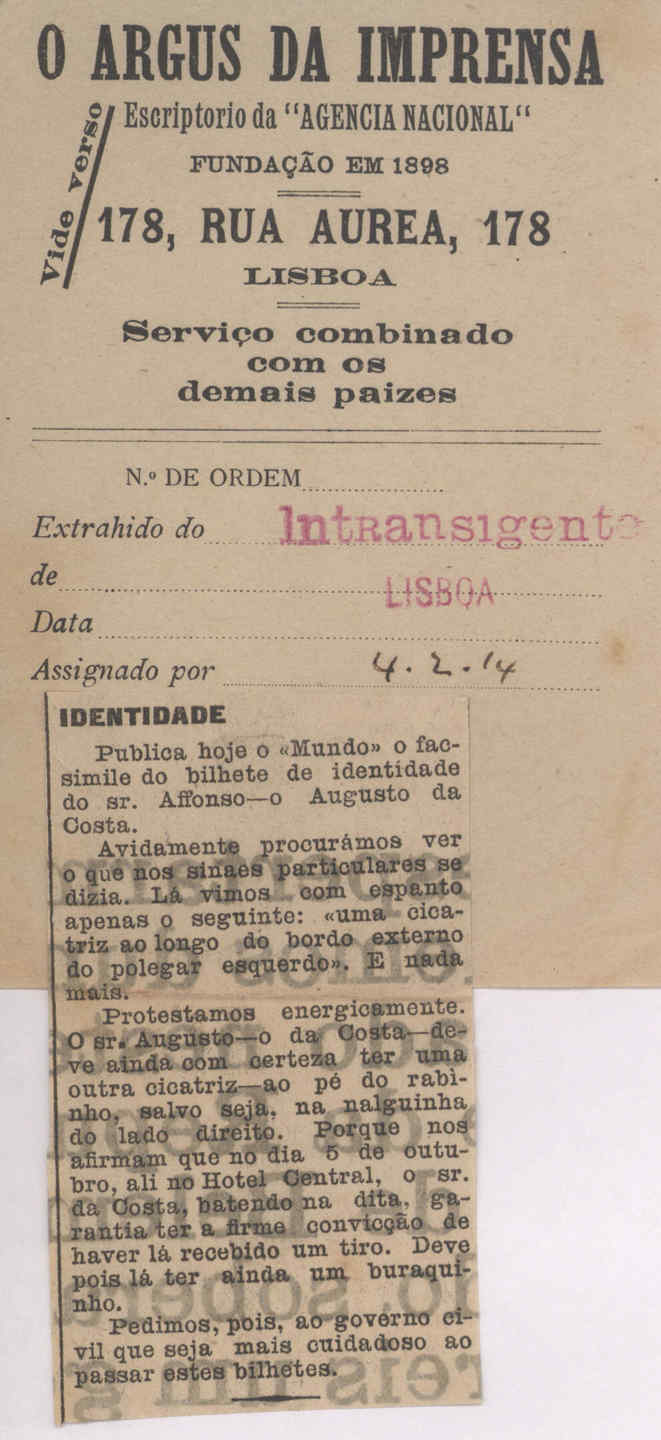 O ARGUS DA IMPRENSA
Vide verso
Escriptorio da "AGENCIA NACIONAL"
FUNDAÇÃO EM 1898
178, RUA AUREA, 178
LISBOA
Serviço combinado
com os
demais paizes
N.º DE ORDEM
Extrahido do Intransigente
de LISBOA
Data
Assignado por 4.2.14
IDENTIDADE
Publica hoje o «Mundo» o fac-
simile do bilhete de identidade
do sr. Affonso—o Augusto da
Costa.
Avidamente procurámos ver
o que nos sinaes particulares se
dizia. Lá vimos com espanto
apenas o seguinte: «uma cica-
triz ao longo do bordo externo
do polegar esquerdo». E nada
mais.
Protestamos energicamente.
O sr. Augusto—o da Costa—de-
ve ainda com certeza ter uma
outra cicatriz—ao pé do rabi-
nho, salvo seja, na nalguinha
do lado direito. Porque nos
afirmam que no dia 5 de outu-
bro, ali no Hotel Central, o sr.
da Costa, batendo na dita, ga-
rantia ter a firme convicção de
haver lá recebido um tiro. Deve
pois lá ter ainda um buraqui-
nho.
Pedimos, pois, ao governo ci-
vil que seja mais cuidadoso ao
passar estes bilhetes.